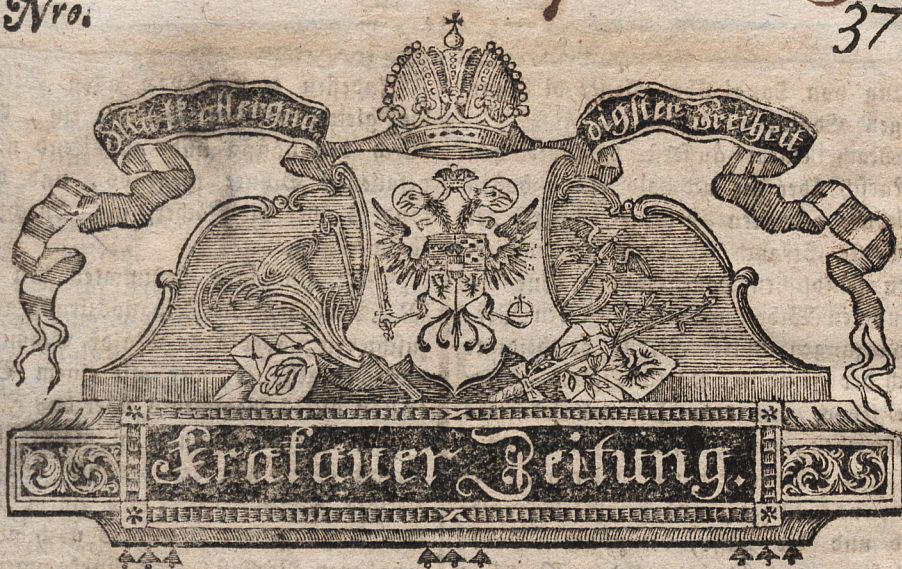 Nro. 37
Mit allergnä
digster Freiheit.
Krakauer Zeitung.